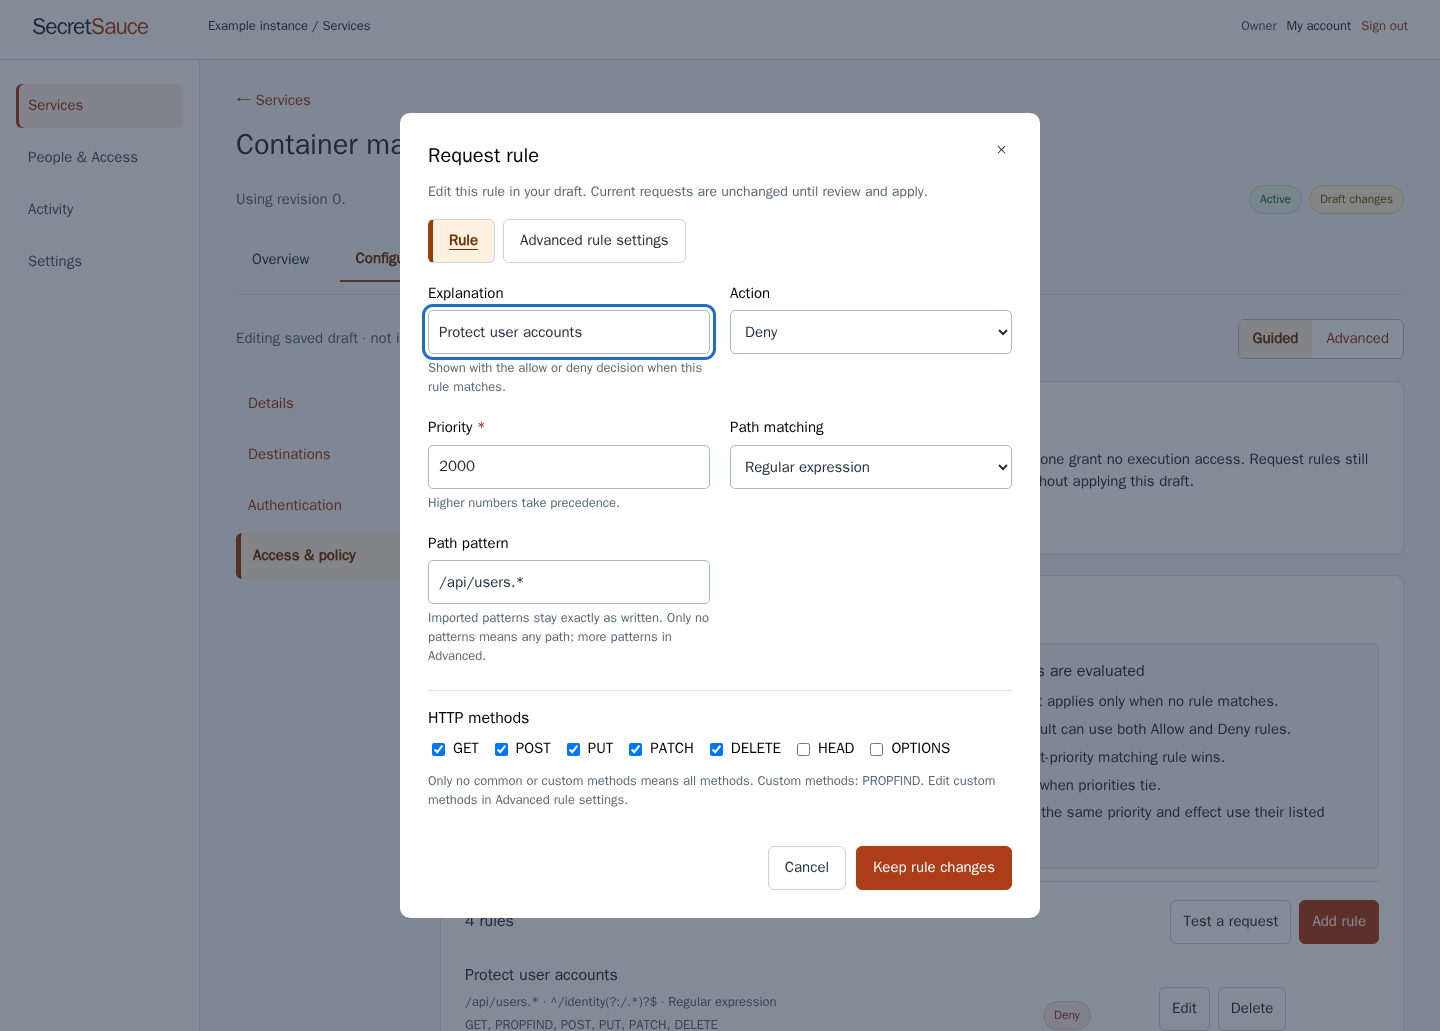 SecretSauce
Example instance / Services
Owner My account Sign out
Services
People & Access
Activity
Settings
← Services
Container
Using revision 0.
Active
Draft changes
Overview
Editing saved draft · not
Guided
Advanced
Details
Destinations
Authentication
Access & policy
Request rule
×
Edit this rule in your draft. Current requests are unchanged until review and apply.
Rule
Advanced rule settings
Explanation
Action
Protect user accounts
Deny
Shown with the allow or deny decision when this
rule matches.
Priority *
Path matching
2000
Regular expression
Higher numbers take precedence.
Path pattern
/api/users.*
Imported patterns stay exactly as written. Only no
patterns means any path; more patterns in
Advanced.
HTTP methods
GET POST PUT PATCH DELETE HEAD OPTIONS
Only no common or custom methods means all methods. Custom methods: PROPFIND. Edit custom
methods in Advanced rule settings.
Cancel
Keep rule changes
one grant no execution access. Request rules still
hout applying this draft.
s are evaluated
t applies only when no rule matches.
ult can use both Allow and Deny rules.
t-priority matching rule wins.
when priorities tie.
the same priority and effect use their listed
4 rules
Test a request
Add rule
Protect user accounts
/api/users.* · ^/identity(?:/.*)?$ · Regular expression
GET, PROPFIND, POST, PUT, PATCH, DELETE
Deny
Edit
Delete